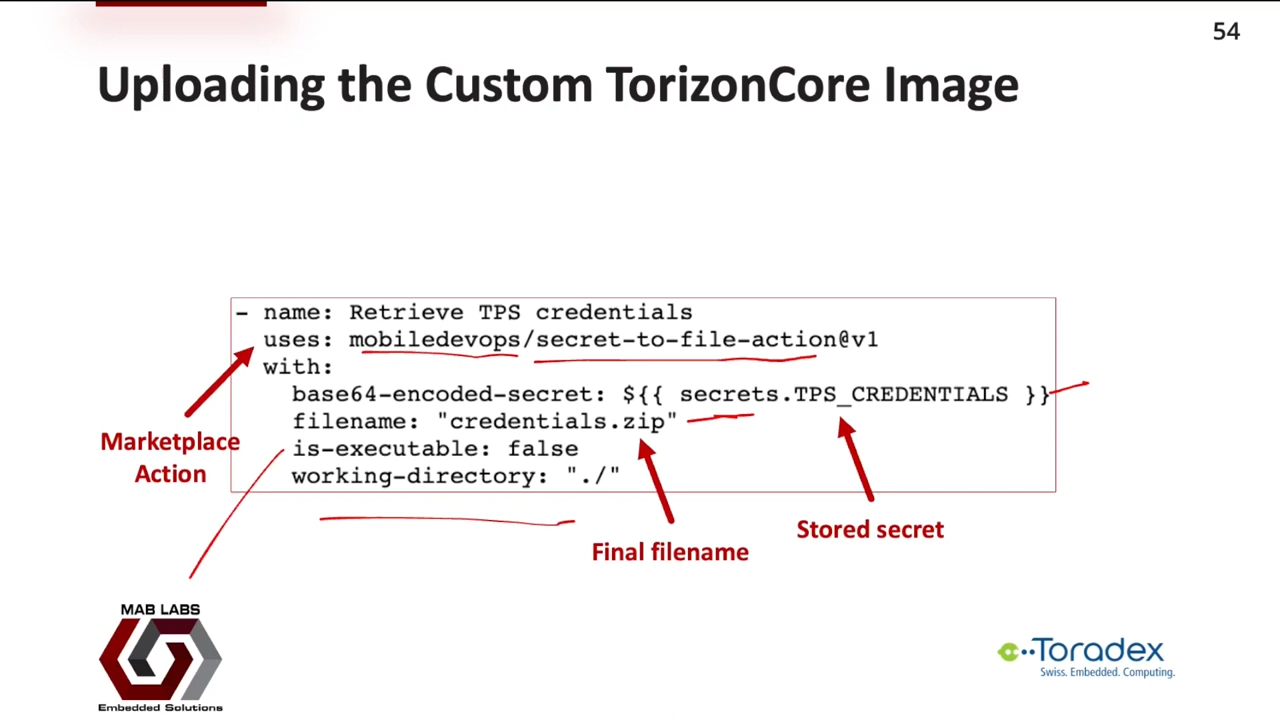 54
Uploading the Custom TorizonCore Image
- name: Retrieve TPS credentials
uses: mobiledevops/secret-to-file-action@v1
with:
base64-encoded-secret: ${{ secrets.TPS_CREDENTIALS }}
filename: "credentials.zip"
is-executable: false
working-directory: "./"
Marketplace
Action
Final filename
Stored secret
MAB LABS
Embedded Solutions
Toradex
Swiss. Embedded. Computing.